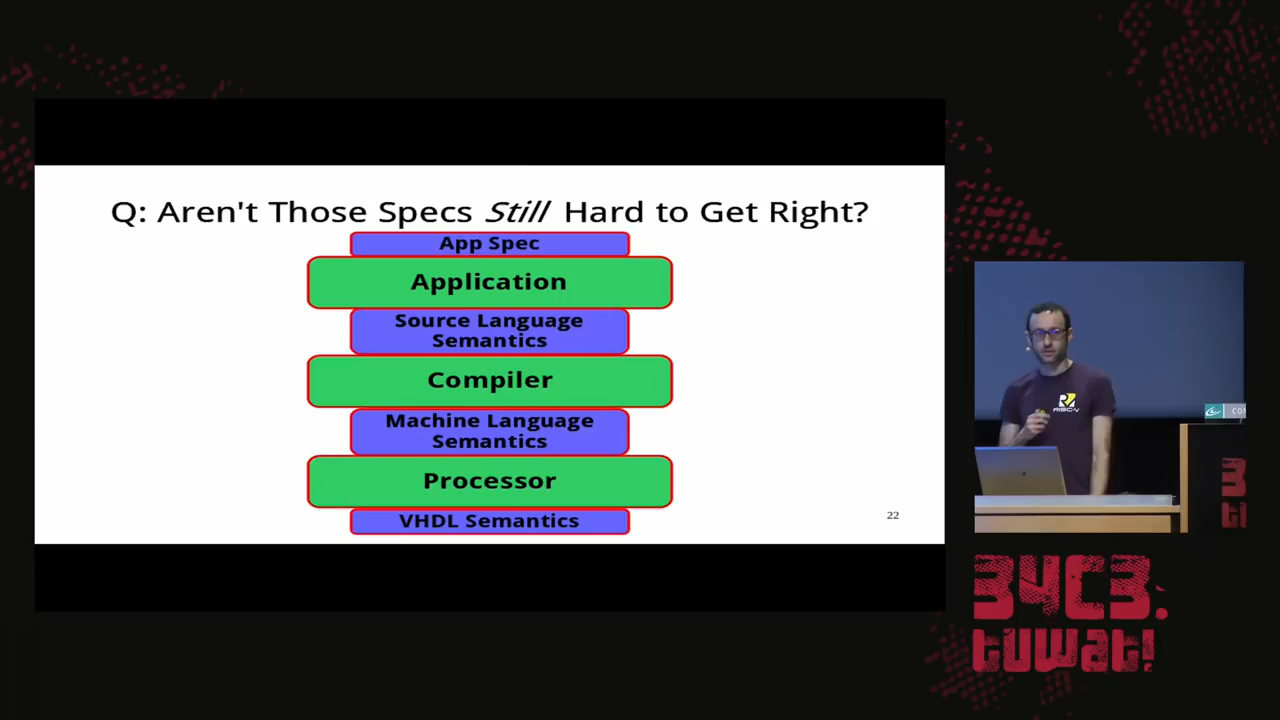 Q: Aren't Those Specs Still Hard to Get Right?
App Spec
Application
Source Language
Semantics
Compiler
Machine Language
Semantics
Processor
VHDL Semantics
22
RISC-V
34C3.
tuwat!